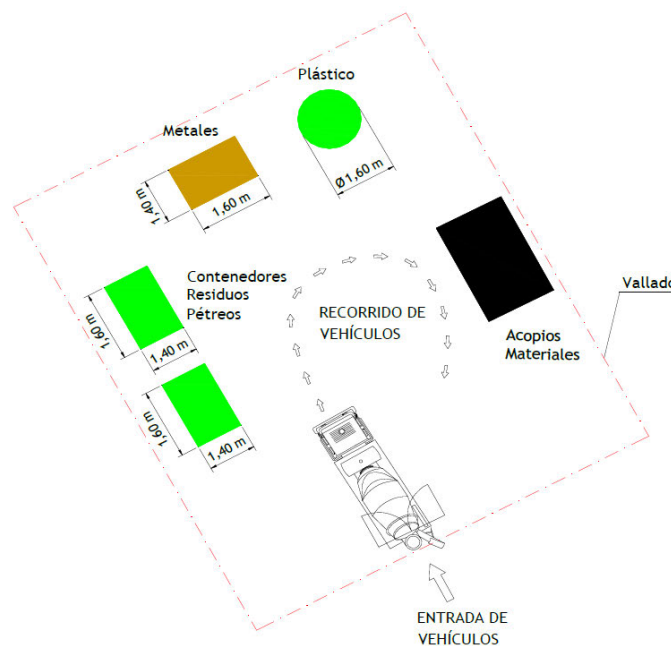 Plástico
Metales
1,40 m
1,60 m
Ø1,60 m
Contenedores
Residuos
Pétreos
1,60 m
1,40 m
1,60 m
1,40 m
RECORRIDO DE
VEHÍCULOS
Vallado
Acopios
Materiales
ENTRADA DE
VEHÍCULOS